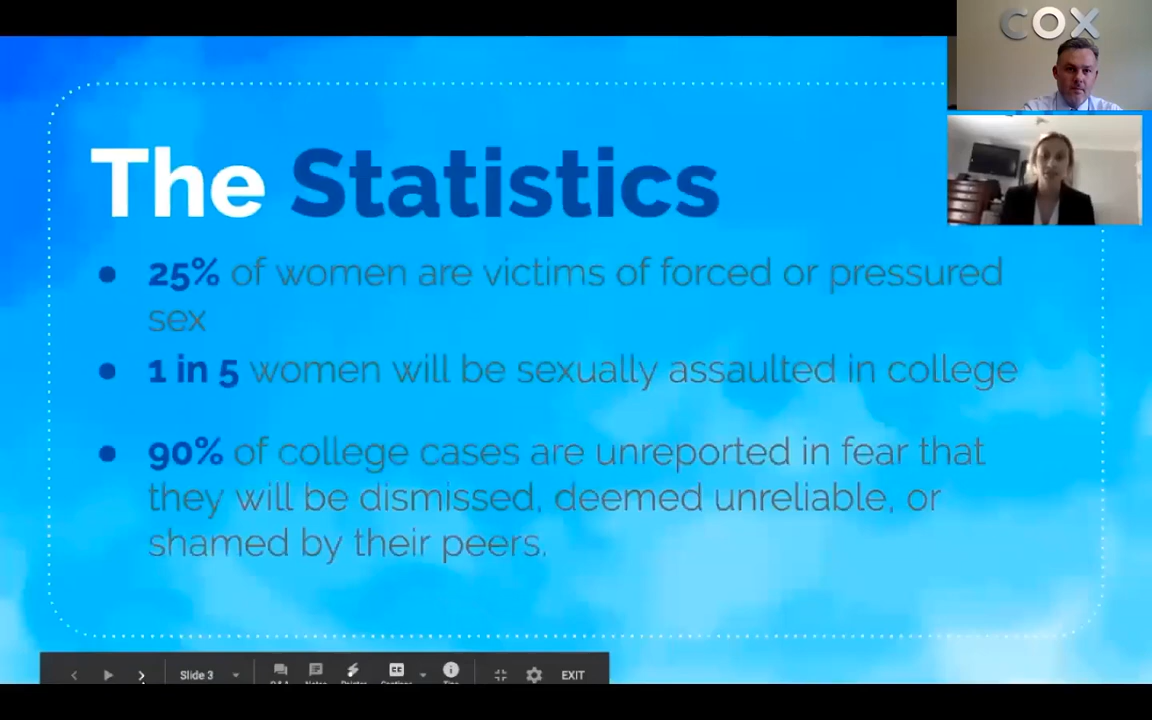 COX
The Statistics
25% of women are victims of forced or pressured
sex
1 in 5 women will be sexually assaulted in college
90% of college cases are unreported in fear that
they will be dismissed, deemed unreliable, or
shamed by their peers.
Slide 3
EXIT